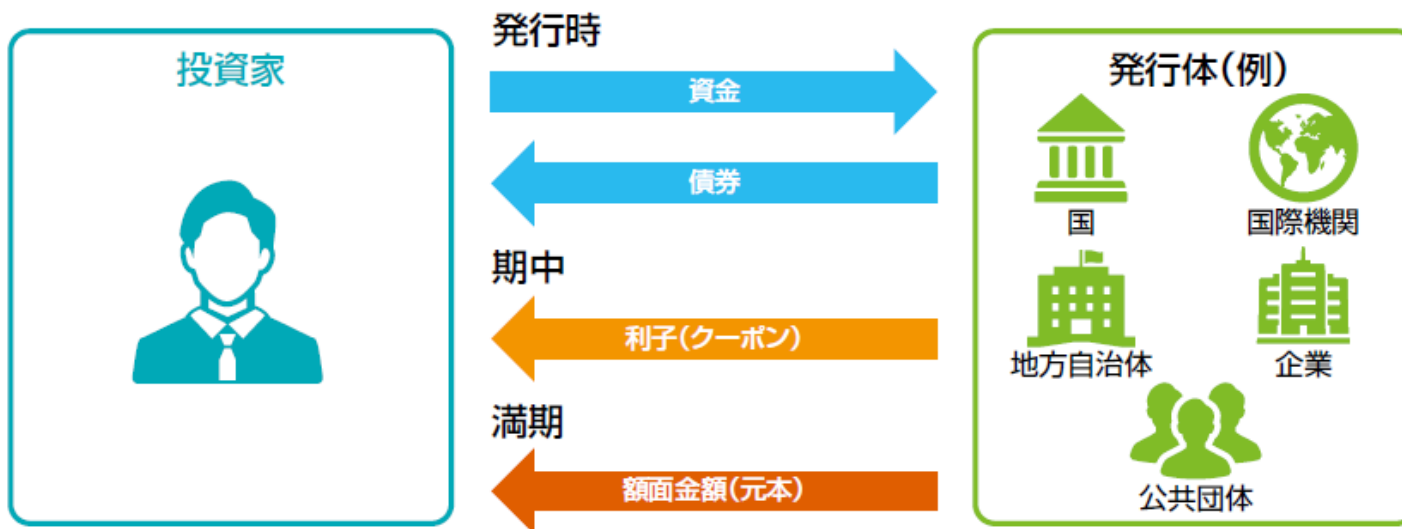 投資家
発行時
資金
債券
期中
利子(クーポン)
満期
額面金額(元本)
発行体(例)
国
国際機関
地方自治体
企業
公共団体